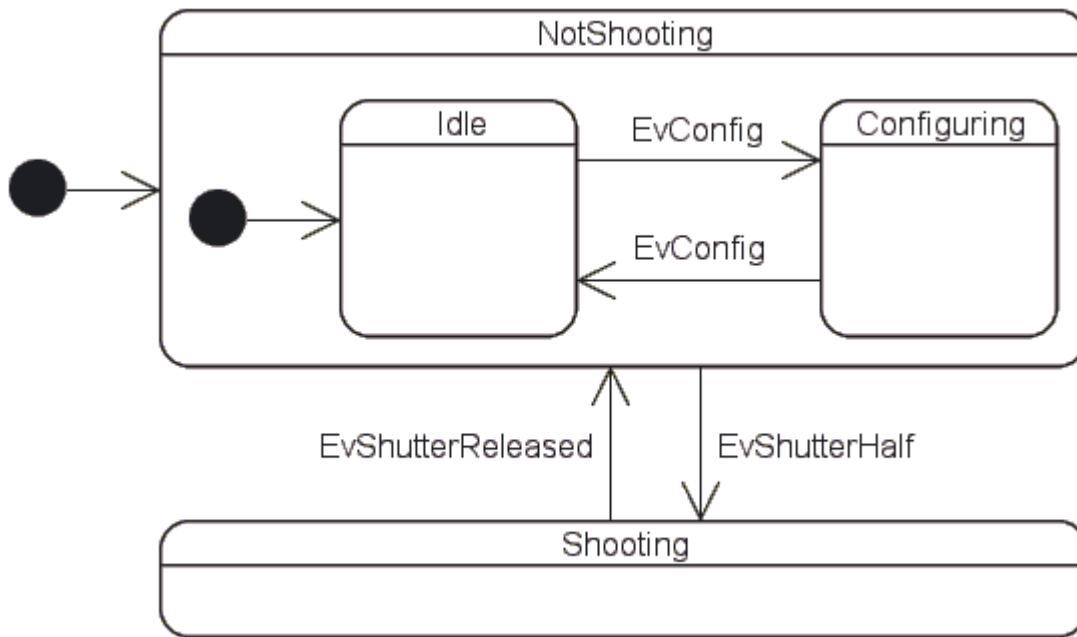 NotShooting
Idle
EvConfig
Configuring
EvConfig
EvShutterReleased
EvShutterHalf
Shooting